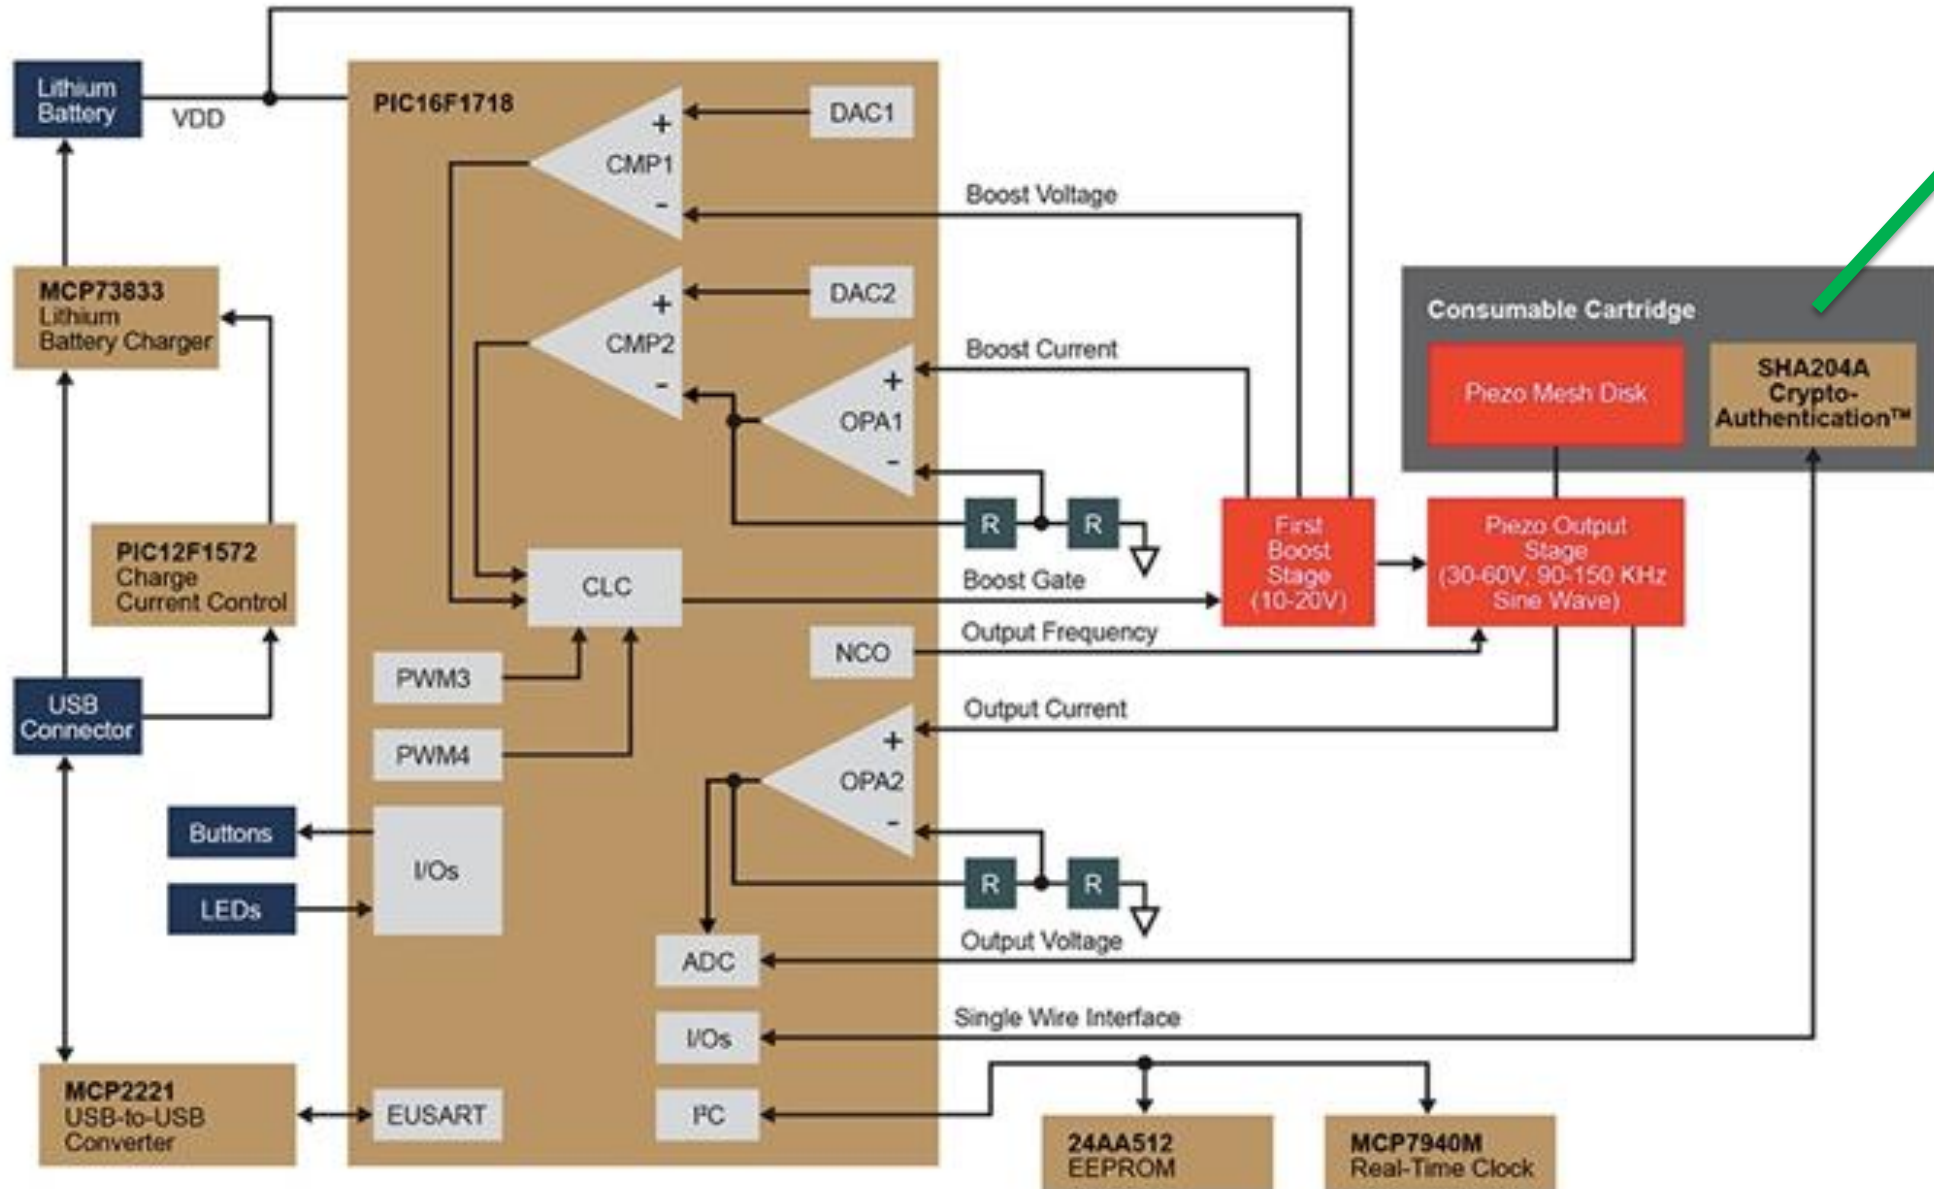 Lithium
Battery
VDD
PIC16F1718
DAC1
+
CMP1
-
Boost Voltage
MCP73833
Lithium
Battery Charger
DAC2
+
CMP2
-
Boost Current
+
OPA1
-
Consumable Cartridge
Piezo Mesh Disk
SHA204A
Crypto-
Authentication™
R
R
First
Boost
Stage
(10-20V)
Piezo Output
Stage
(30-60V, 90-150 KHz
Sine Wave)
PIC12F1572
Charge
Current Control
CLC
Boost Gate
NCO
Output Frequency
PWM3
USB
Connector
PWM4
Output Current
+
OPA2
-
Buttons
I/Os
LEDs
R
R
Output Voltage
ADC
Single Wire Interface
I/Os
MCP2221
USB-to-USB
Converter
EUSART
I²C
24AA512
EEPROM
MCP7940M
Real-Time Clock